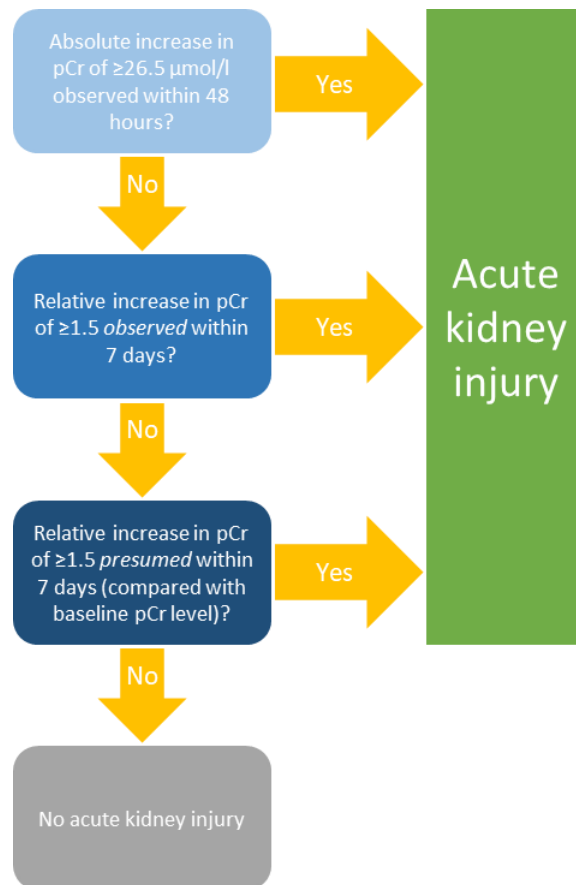 Absolute increase in
pCr of ≥26.5 µmol/l
observed within 48
hours?
Yes
No
Relative increase in pCr
of ≥1.5 observed within
7 days?
Yes
Acute
kidney
injury
No
Relative increase in pCr
of ≥1.5 presumed within
7 days (compared with
baseline pCr level)?
Yes
No
No acute kidney injury